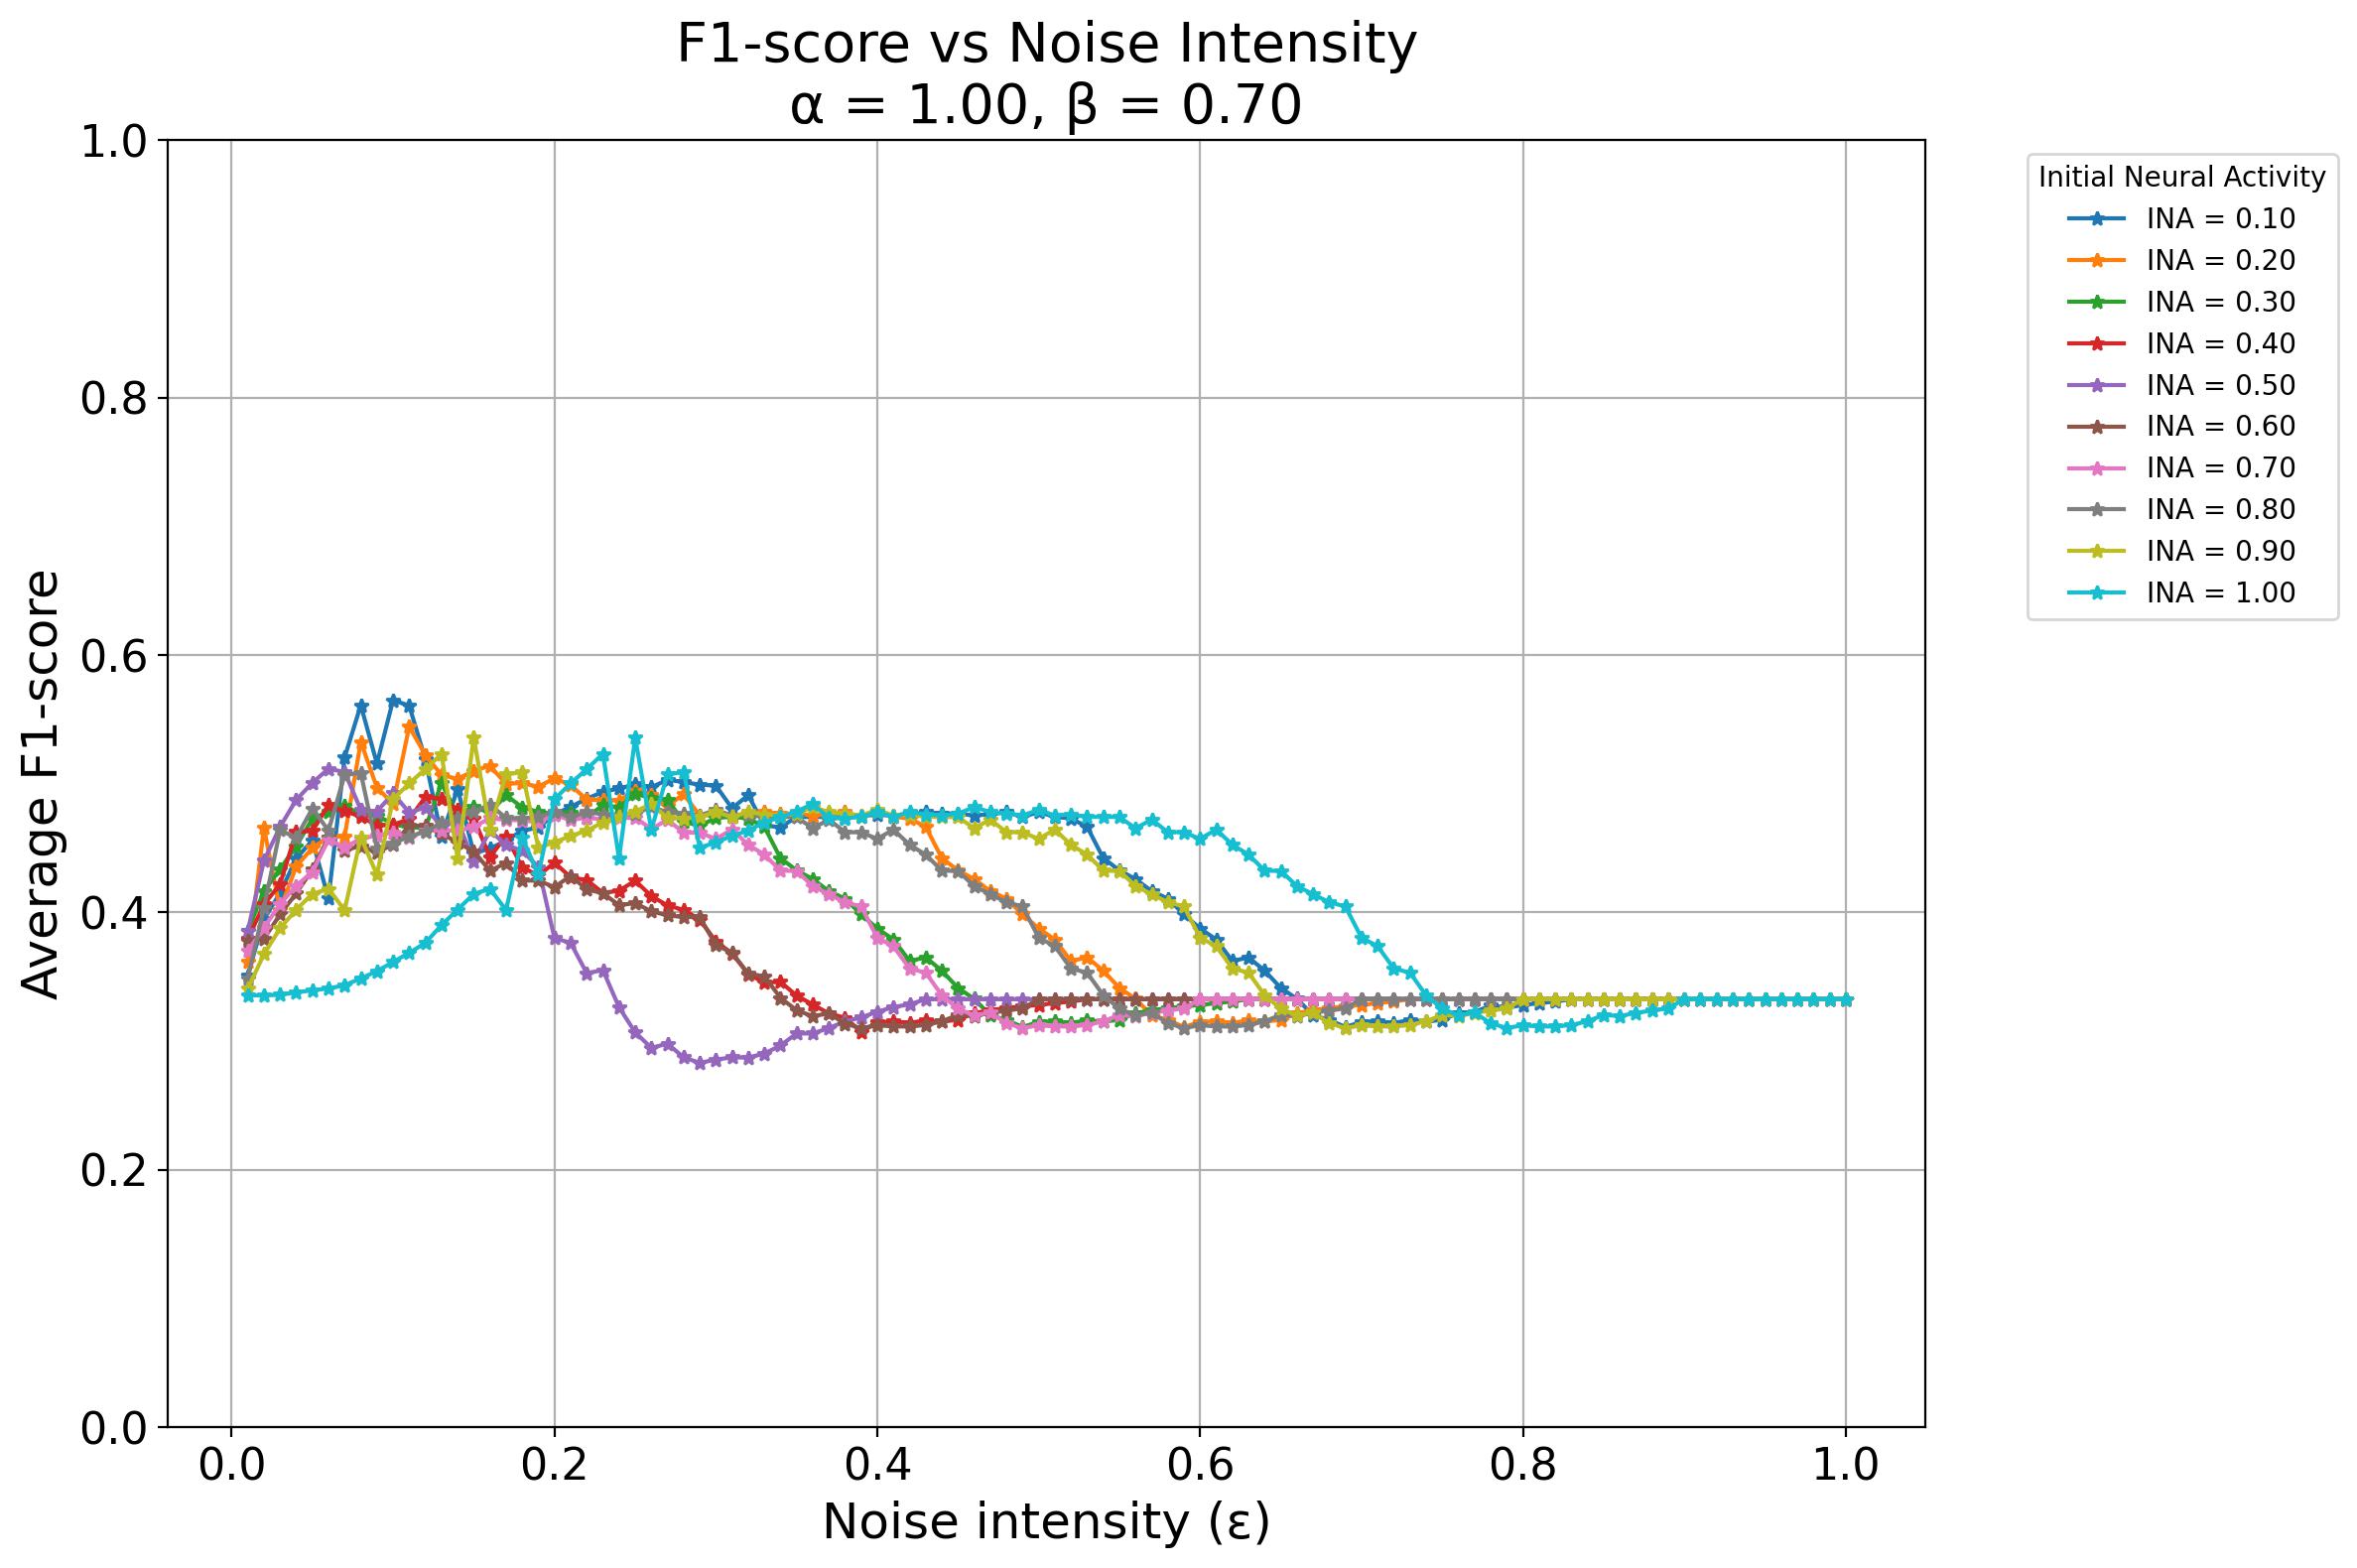 F1-score vs Noise Intensity
α = 1.00, β = 0.70
1.0
0.8
0.6
0.4
0.2
0.0
Average F1-score
0.0
0.2
0.4
0.6
0.8
1.0
Noise intensity (ε)
Initial Neural Activity
INA = 0.10
INA = 0.20
INA = 0.30
INA = 0.40
INA = 0.50
INA = 0.60
INA = 0.70
INA = 0.80
INA = 0.90
INA = 1.00